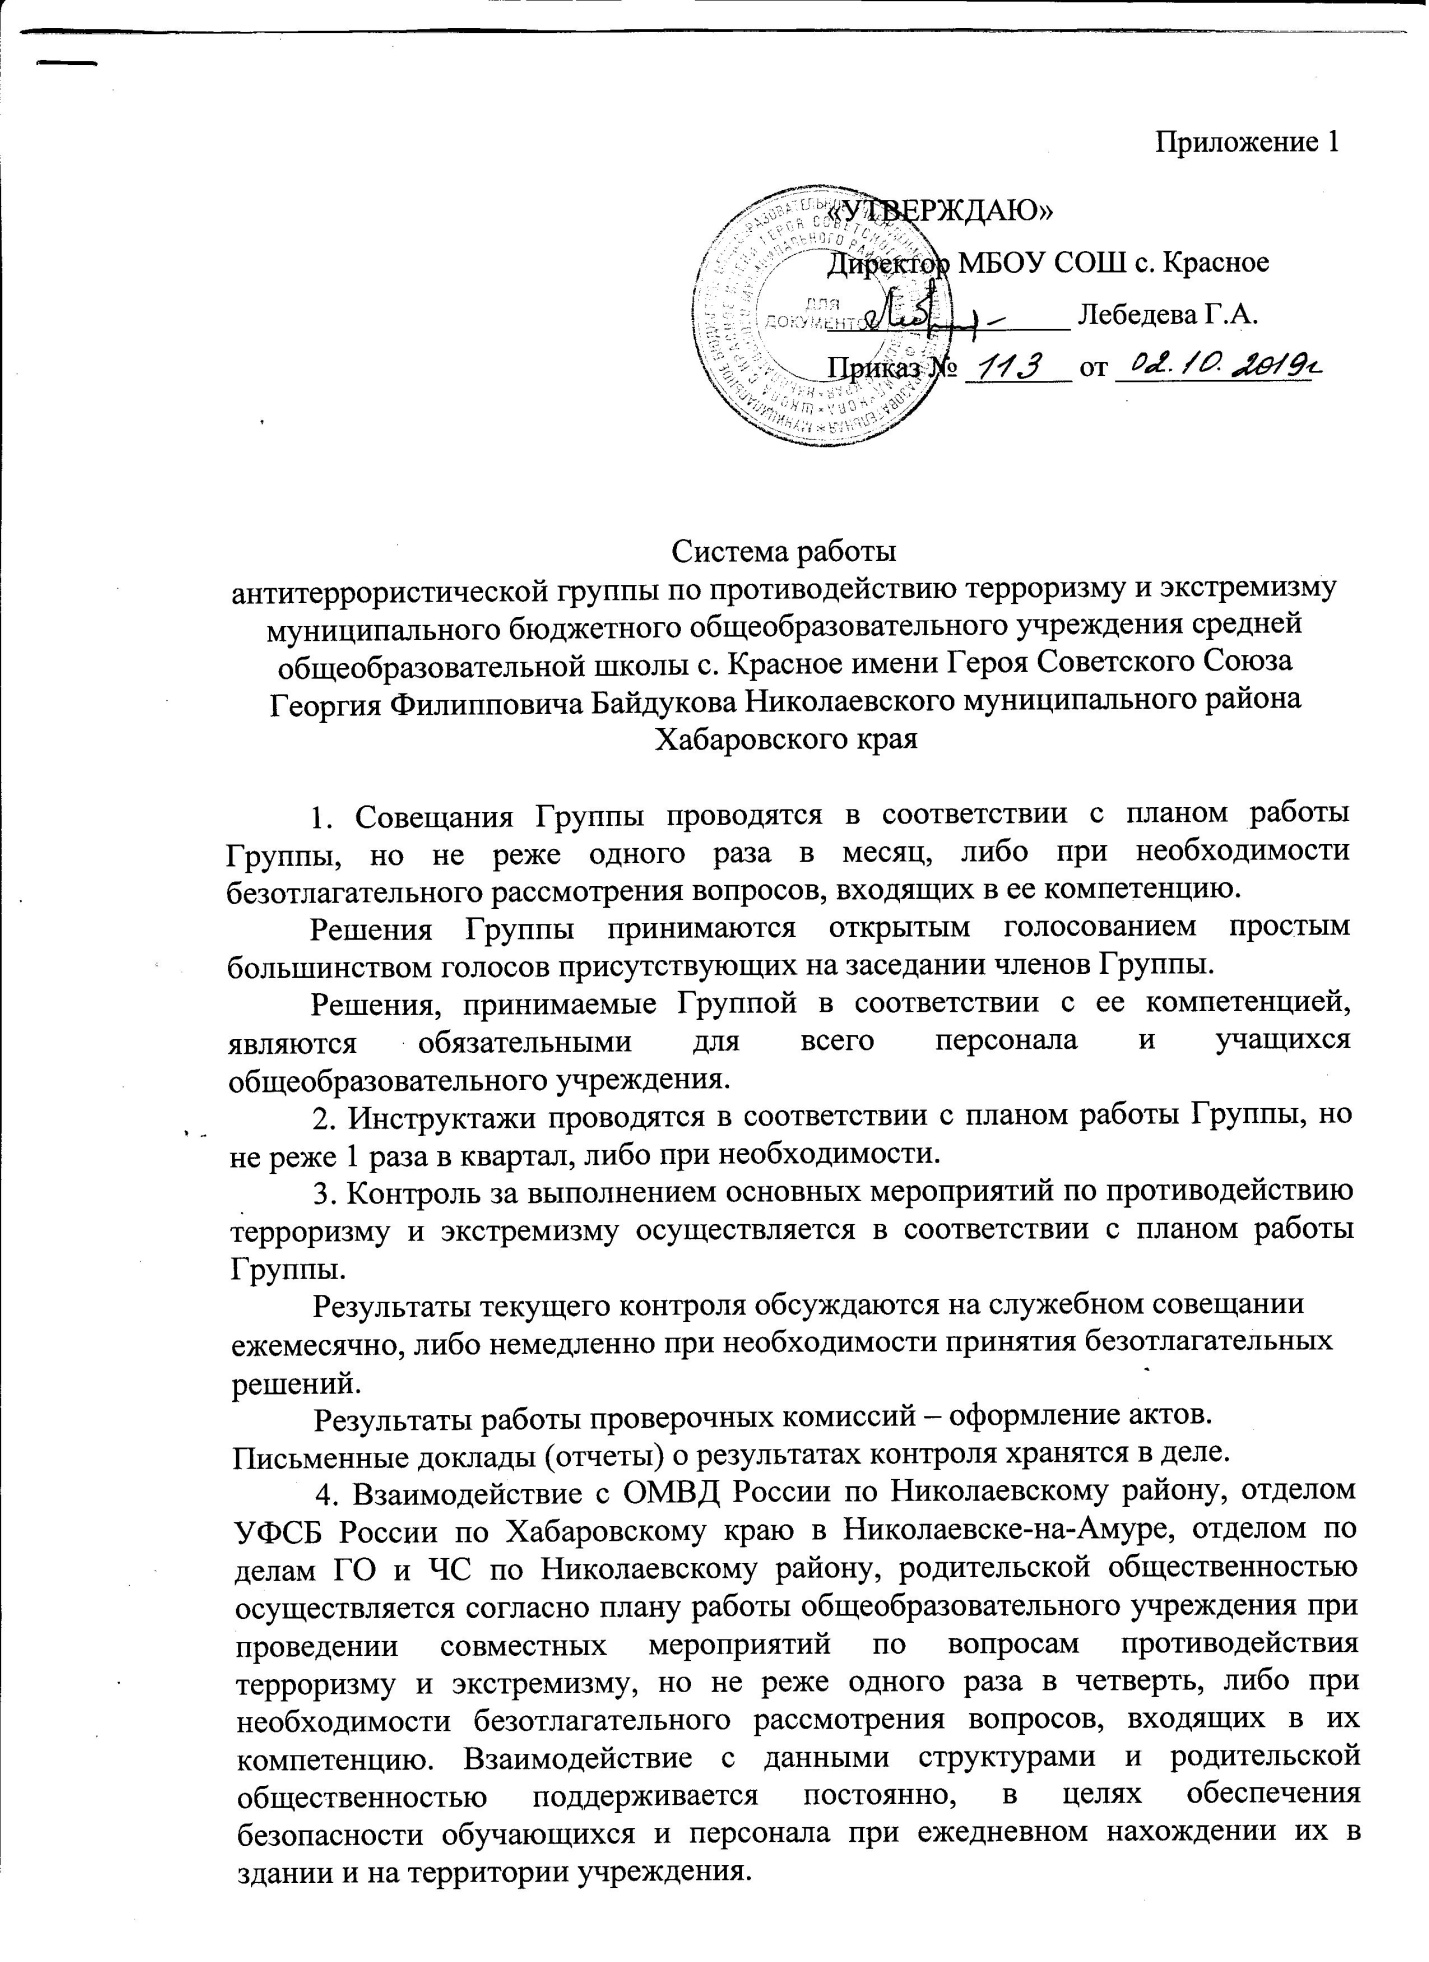 Приложение 1
«УТВЕРЖДАЮ»
Директор МБОУ СОШ с. Красное
ДЛЯ
ДОКУМЕНТОВ
Лебедева Г.А.
Приказ № 113 от 02.10.2019г
Система работы
антитеррористической группы по противодействию терроризму и экстремизму
муниципального бюджетного общеобразовательного учреждения средней
общеобразовательной школы с. Красное имени Героя Советского Союза
Георгия Филипповича Байдукова Николаевского муниципального района
Хабаровского края
1. Совещания Группы проводятся в соответствии с планом работы
Группы, но не реже одного раза в месяц, либо при необходимости
безотлагательного рассмотрения вопросов, входящих в ее компетенцию.
Решения Группы принимаются открытым голосованием простым
большинством голосов присутствующих на заседании членов Группы.
Решения, принимаемые Группой в соответствии с ее компетенцией,
являются обязательными для всего персонала и учащихся
общеобразовательного учреждения.
2. Инструктажи проводятся в соответствии с планом работы Группы, но
не реже 1 раза в квартал, либо при необходимости.
3. Контроль за выполнением основных мероприятий по противодействию
терроризму и экстремизму осуществляется в соответствии с планом работы
Группы.
Результаты текущего контроля обсуждаются на служебном совещании
ежемесячно, либо немедленно при необходимости принятия безотлагательных
решений.
Результаты работы проверочных комиссий – оформление актов.
Письменные доклады (отчеты) о результатах контроля хранятся в деле.
4. Взаимодействие с ОМВД России по Николаевскому району, отделом
УФСБ России по Хабаровскому краю в Николаевске-на-Амуре, отделом по
делам ГО и ЧС по Николаевскому району, родительской общественностью
осуществляется согласно плану работы общеобразовательного учреждения при
проведении совместных мероприятий по вопросам противодействия
терроризму и экстремизму, но не реже одного раза в четверть, либо при
необходимости безотлагательного рассмотрения вопросов, входящих в их
компетенцию. Взаимодействие с данными структурами и родительской
общественностью поддерживается постоянно, в целях обеспечения
безопасности обучающихся и персонала при ежедневном нахождении их в
здании и на территории учреждения.